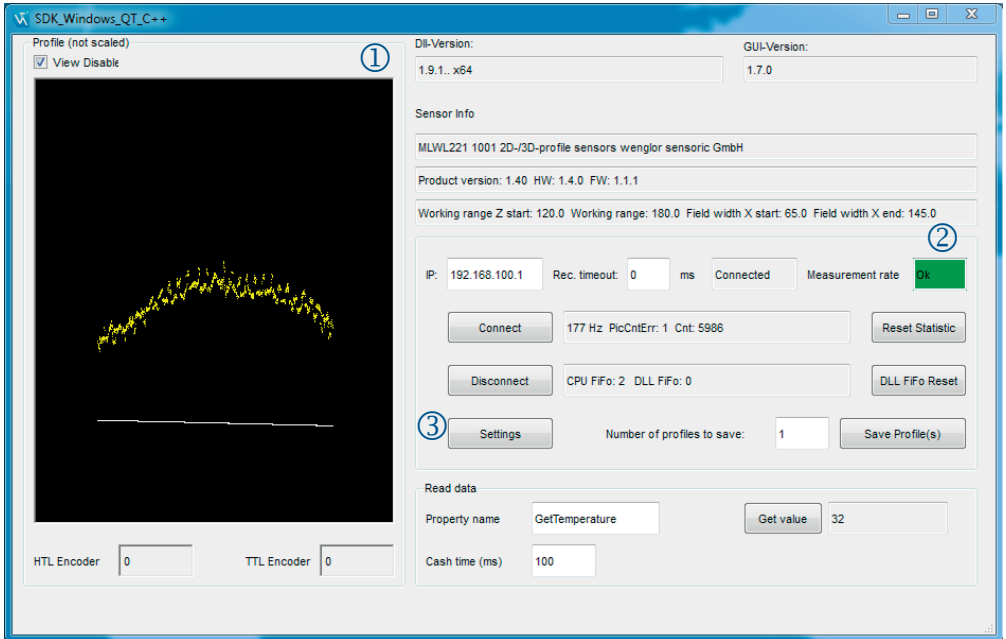 SDK_Windows_QT_C++
Profile (not scaled)
View Disable
①
Dll-Version:
GUI-Version:
1.9.1.. x64
1.7.0
Sensor Info
MLWL221 1001 2D-/3D-profile sensors wenglor sensoric GmbH
Product version: 1.40 HW: 1.4.0 FW: 1.1.1
Working range Z start: 120.0 Working range: 180.0 Field width X start: 65.0 Field width X end: 145.0
②
IP: 192.168.100.1 Rec. timeout: 0 ms Connected Measurement rate Ok
Connect 177 Hz PicCntErr: 1 Cnt: 5986 Reset Statistic
Disconnect CPU FiFo: 2 DLL FiFo: 0 DLL FiFo Reset
③ Settings Number of profiles to save: 1 Save Profile(s)
Read data
Property name GetTemperature Get value 32
Cash time (ms) 100
HTL Encoder 0 TTL Encoder 0